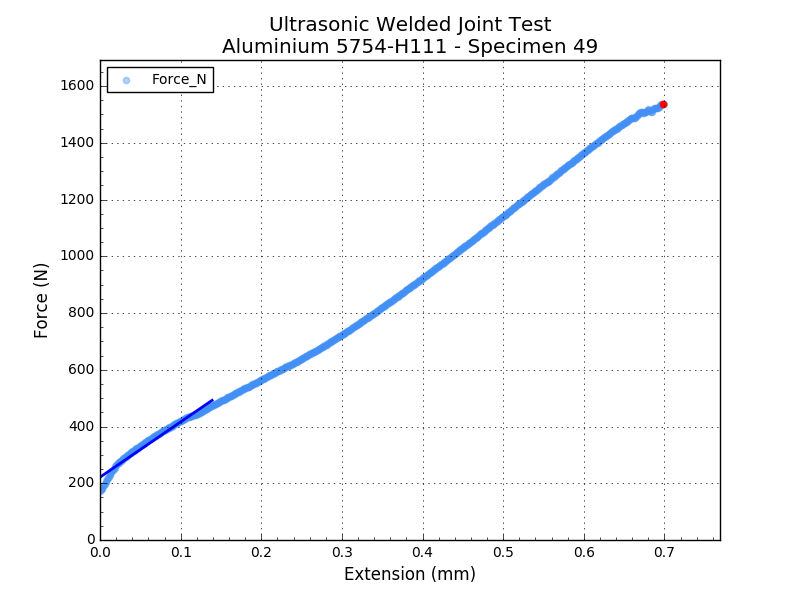 Ultrasonic Welded Joint Test
Aluminium 5754-H111 - Specimen 49
Force_N
1600
1400
1200
1000
800
600
400
200
0
Force (N)
0.0 0.1 0.2 0.3 0.4 0.5 0.6 0.7
Extension (mm)